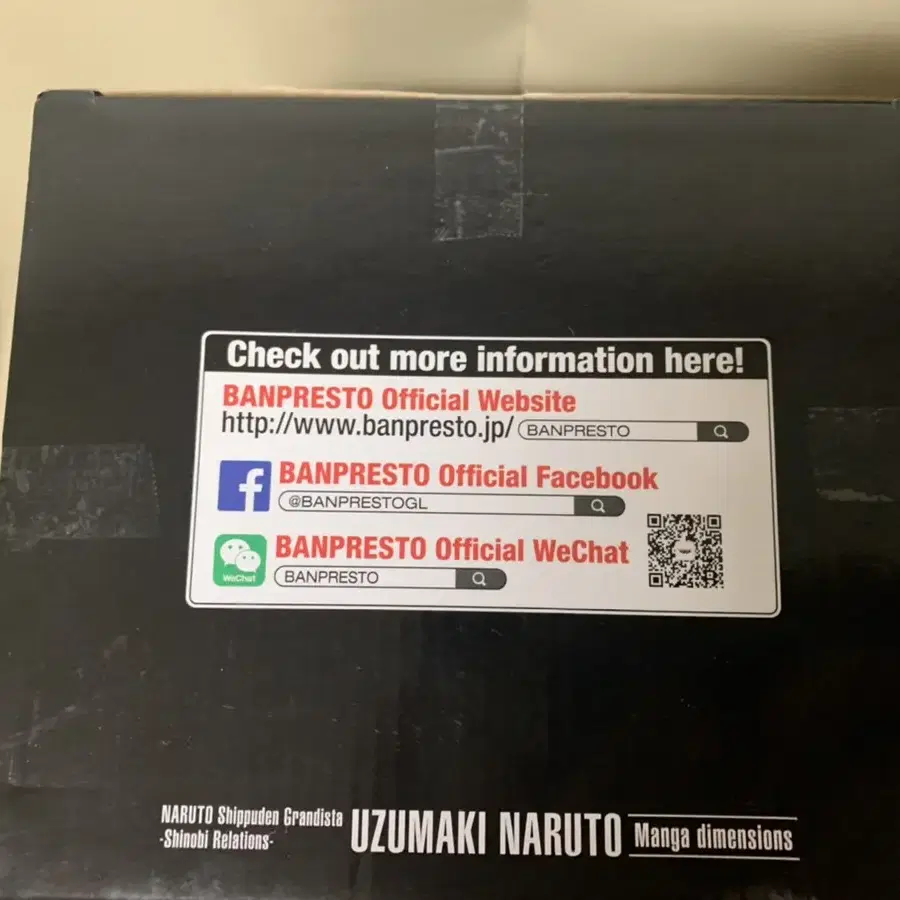 Check out more information here!
BANPRESTO Official Website
http://www.banpresto.jp/ BANPRESTO
BANPRESTO Official Facebook
@BANPRESTOGL
BANPRESTO Official WeChat
WeChat
BANPRESTO
NARUTO Shippuden Grandista
-Shinobi Relations-
UZUMAKI NARUTO
Manga dimensions